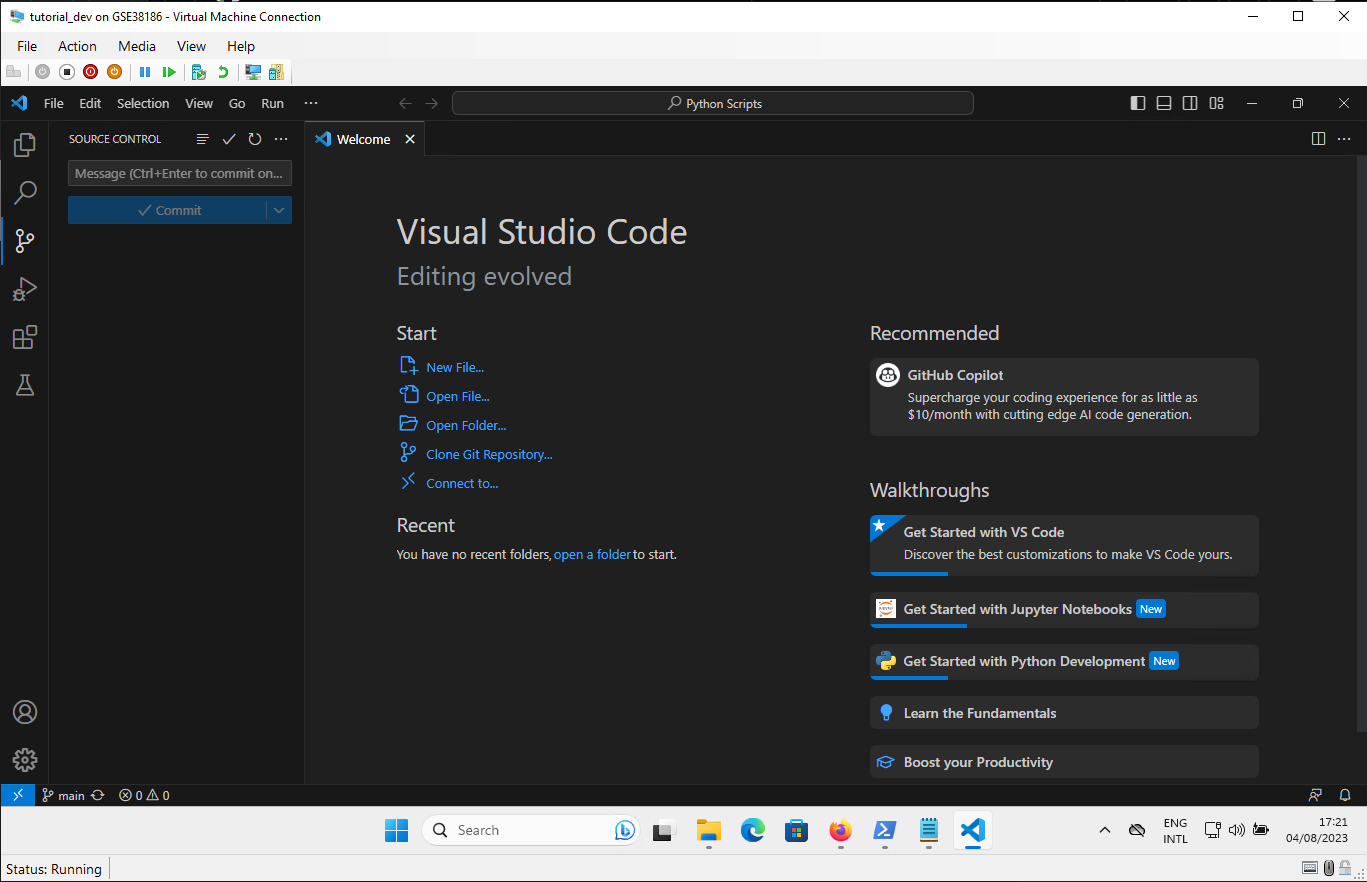 tutorial_dev on GSE38186 - Virtual Machine Connection
File Action Media View Help
File Edit Selection View Go Run ···
Python Scripts
SOURCE CONTROL
Welcome
Message (Ctrl+Enter to commit on...
Commit
Visual Studio Code
Editing evolved
Start
New File...
Open File...
Open Folder...
Clone Git Repository...
Connect to...
Recent
You have no recent folders, open a folder to start.
Recommended
GitHub Copilot
Supercharge your coding experience for as little as
$10/month with cutting edge AI code generation.
Walkthroughs
Get Started with VS Code
Discover the best customizations to make VS Code yours.
Get Started with Jupyter Notebooks New
Get Started with Python Development New
Learn the Fundamentals
Boost your Productivity
main 0 0
Search
ENG
INTL
17:21
04/08/2023
Status: Running